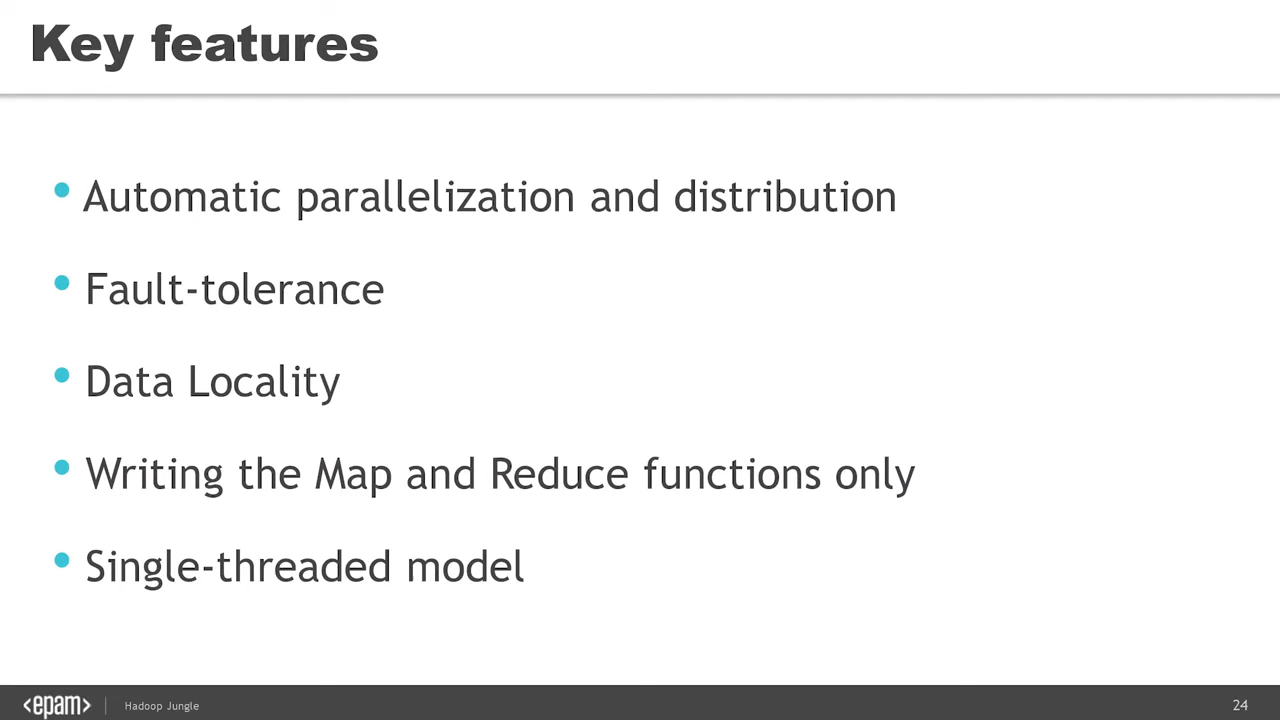 Key features
• Automatic parallelization and distribution
• Fault-tolerance
• Data Locality
• Writing the Map and Reduce functions only
• Single-threaded model
<epam> | Hadoop Jungle
24